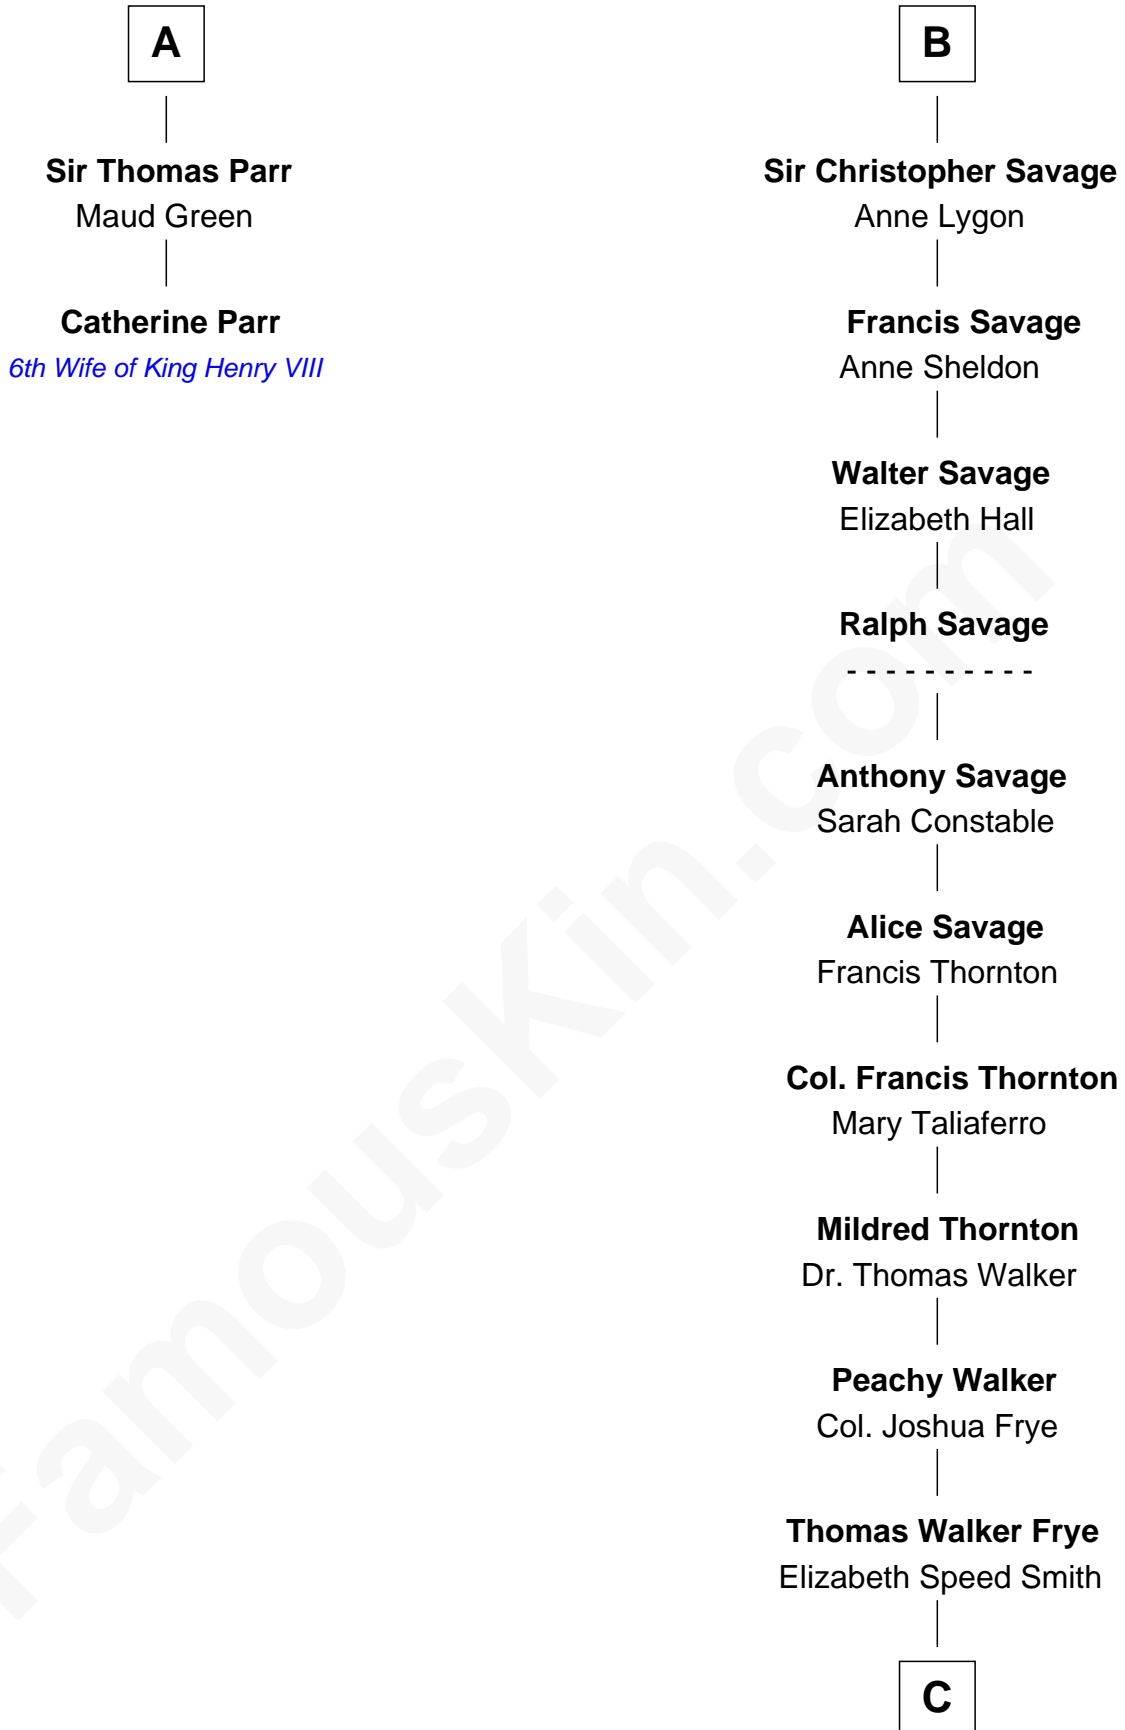 A
Sir Thomas Parr
Maud Green
Catherine Parr
6th Wife of King Henry VIII
B
Sir Christopher Savage
Anne Lygon
Francis Savage
Anne Sheldon
Walter Savage
Elizabeth Hall
Ralph Savage
- - - - - - - - - -
Anthony Savage
Sarah Constable
Alice Savage
Francis Thornton
Col. Francis Thornton
Mary Taliaferro
Mildred Thornton
Dr. Thomas Walker
Peachy Walker
Col. Joshua Frye
Thomas Walker Frye
Elizabeth Speed Smith
C
FamousKin.com